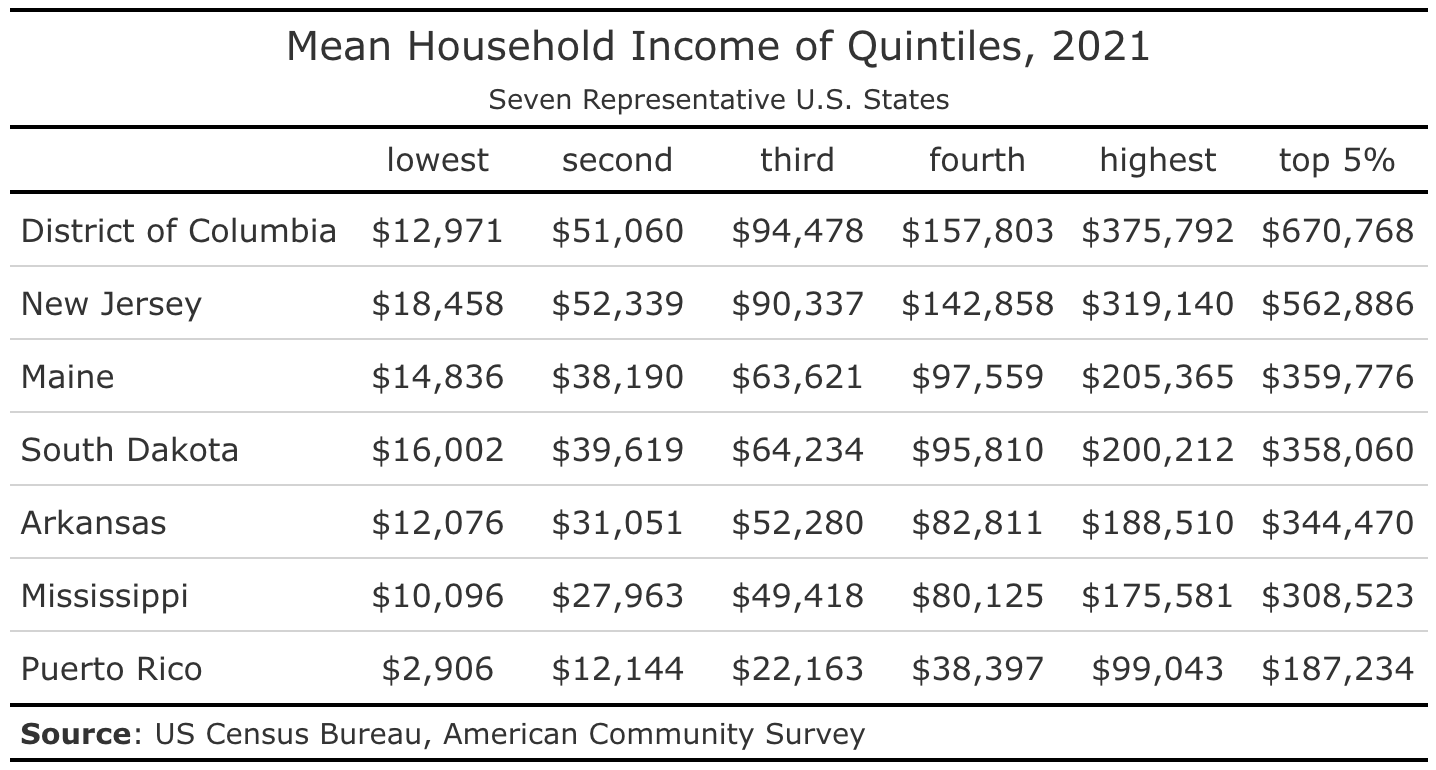 Mean Household Income of Quintiles, 2021
Seven Representative U.S. States
lowest second third fourth highest top 5%
District of Columbia $12,971 $51,060 $94,478 $157,803 $375,792 $670,768
New Jersey $18,458 $52,339 $90,337 $142,858 $319,140 $562,886
Maine $14,836 $38,190 $63,621 $97,559 $205,365 $359,776
South Dakota $16,002 $39,619 $64,234 $95,810 $200,212 $358,060
Arkansas $12,076 $31,051 $52,280 $82,811 $188,510 $344,470
Mississippi $10,096 $27,963 $49,418 $80,125 $175,581 $308,523
Puerto Rico $2,906 $12,144 $22,163 $38,397 $99,043 $187,234
Source: US Census Bureau, American Community Survey